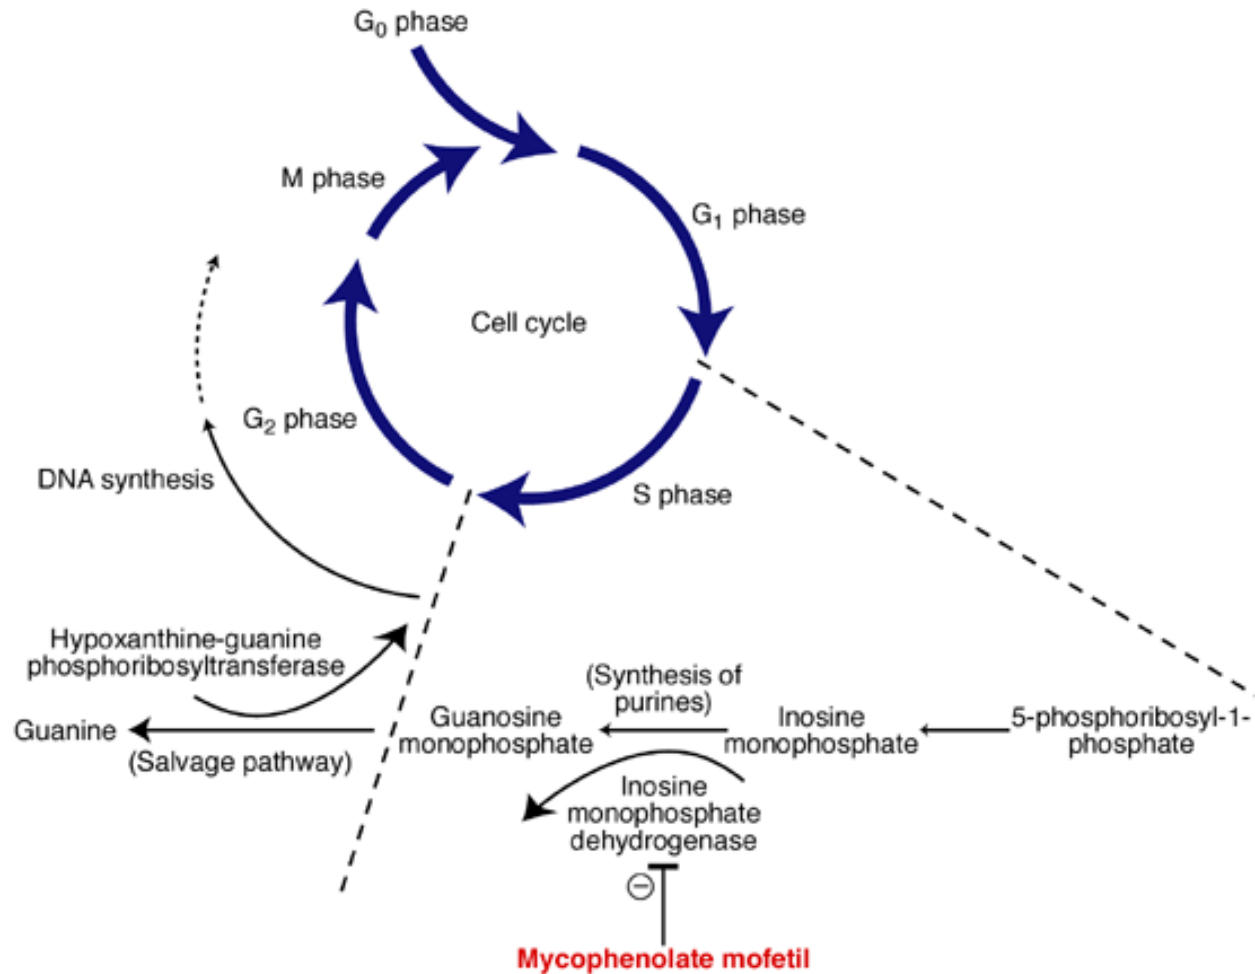 G₀ phase
M phase
G₁ phase
Cell cycle
G₂ phase
DNA synthesis
S phase
Hypoxanthine-guanine
phosphoribosyltransferase
Guanine
(Salvage pathway)
(Synthesis of
purines)
Guanosine
monophosphate
Inosine
monophosphate
5-phosphoribosyl-1-
phosphate
Inosine
monophosphate
dehydrogenase
−
Mycophenolate mofetil